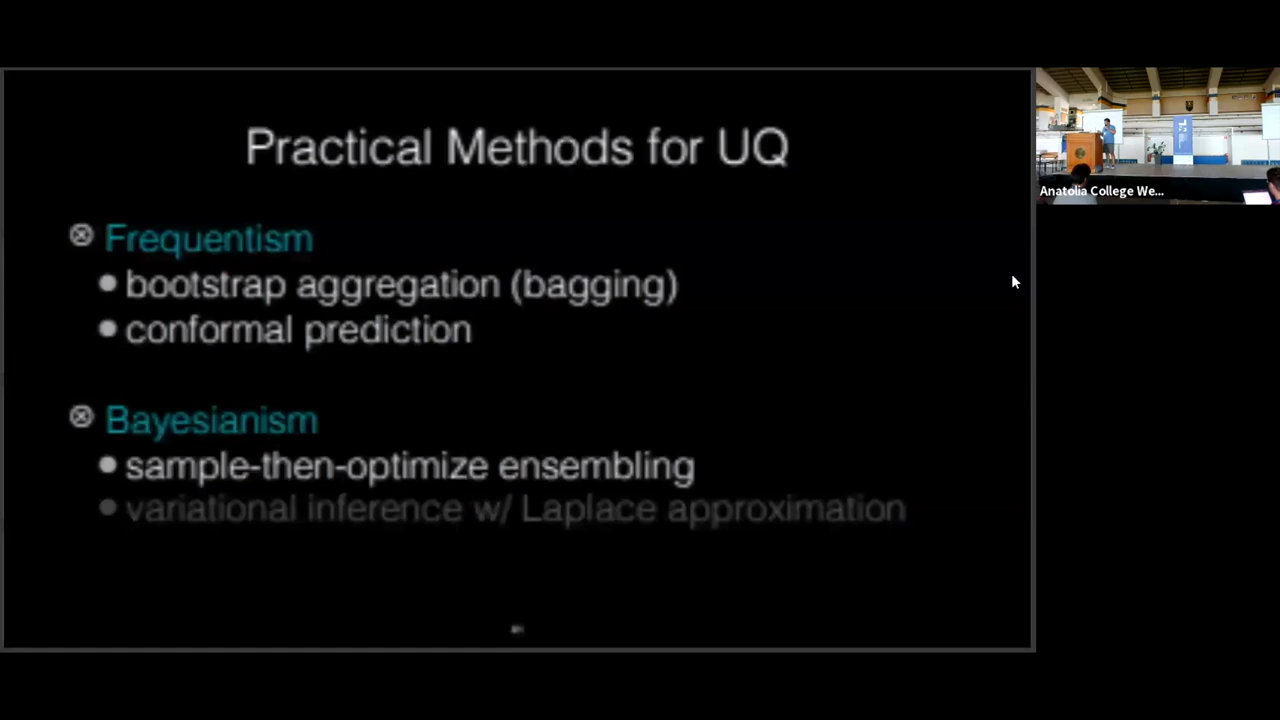 Practical Methods for UQ
Frequentism
bootstrap aggregation (bagging)
conformal prediction
Bayesianism
sample-then-optimize ensembling
variational inference w/ Laplace approximation
Anatolia College We...